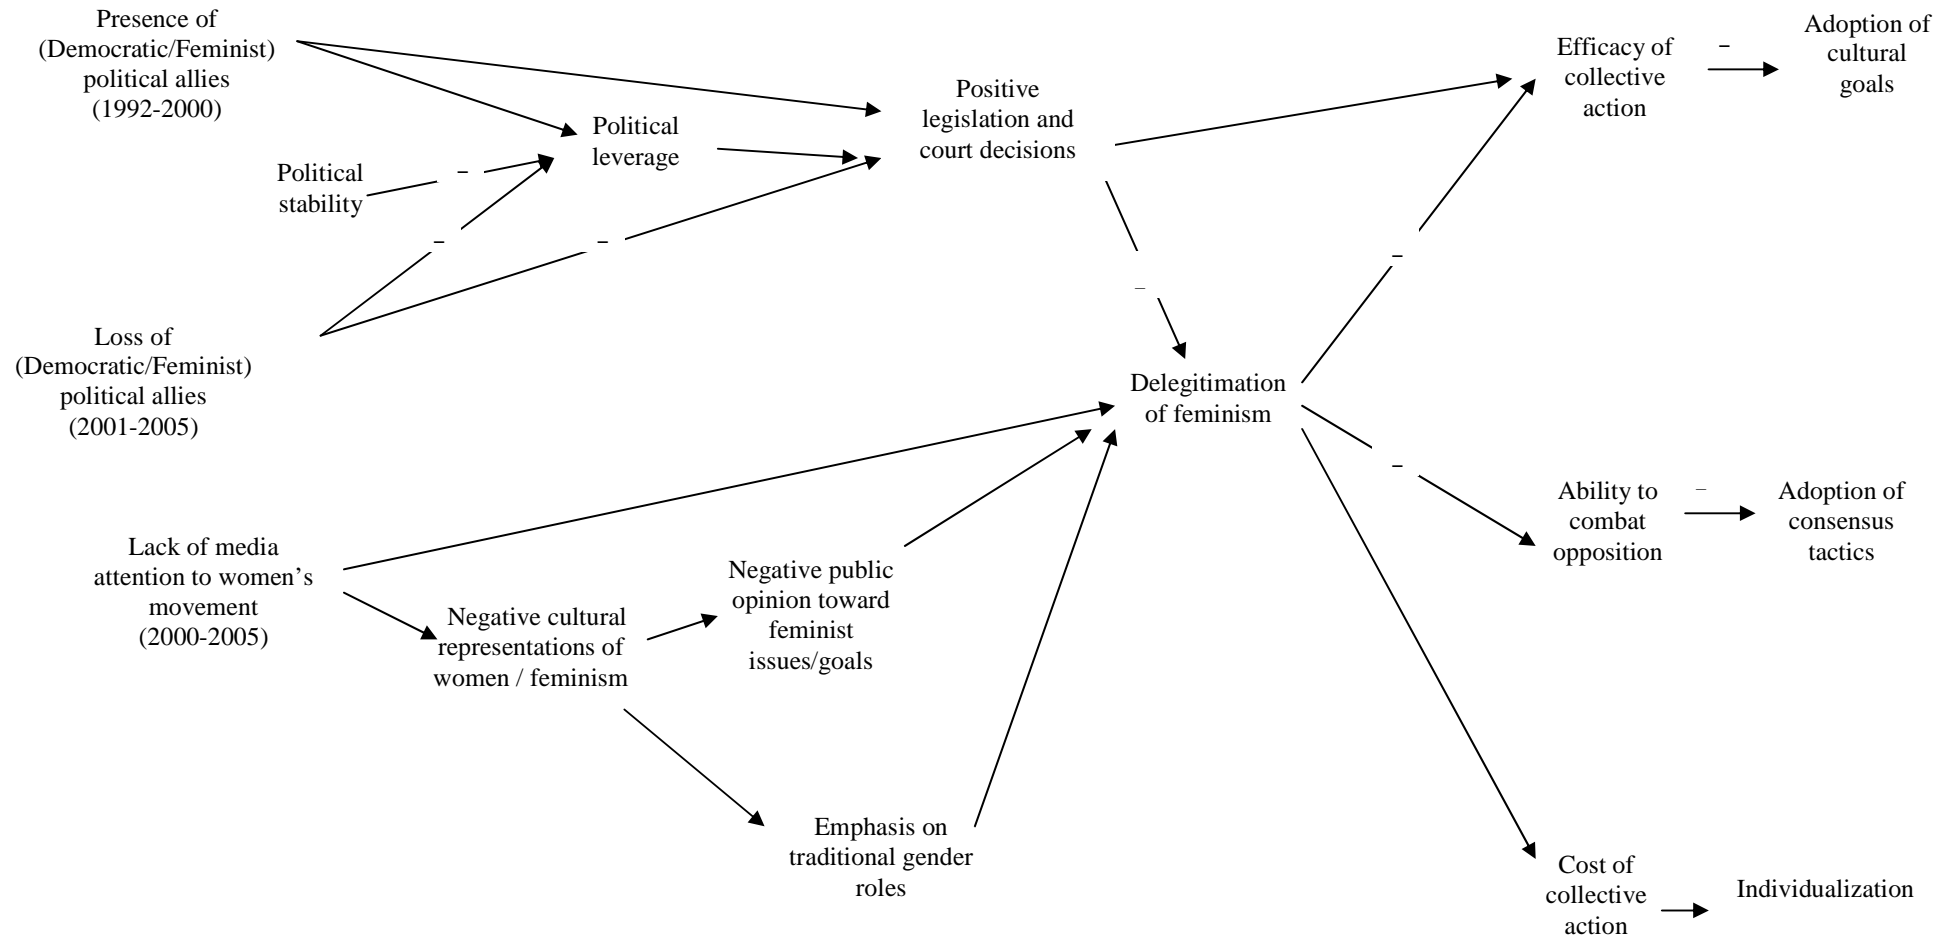 Presence of
(Democratic/Feminist)
political allies
(1992-2000)
Political
leverage
Political
stability
–
–
–
Positive
legislation and
court decisions
Efficacy of
collective
action
–
Adoption of
cultural
goals
–
–
Loss of
(Democratic/Feminist)
political allies
(2001-2005)
Delegitimation
of feminism
–
Ability to
combat
opposition
–
Adoption of
consensus
tactics
Lack of media
attention to women’s
movement
(2000-2005)
Negative cultural
representations of
women / feminism
Negative public
opinion toward
feminist
issues/goals
Emphasis on
traditional gender
roles
Cost of
collective
action
Individualization